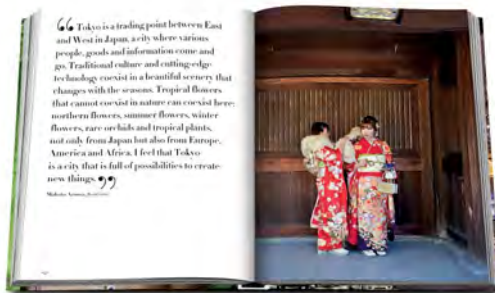 “ Tokyo is a trading point between East
and West in Japan, a city where various
people, goods and information come and
go. Traditional culture and cutting-edge
technology coexist in a beautiful scenery that
changes with the seasons. Tropical flowers
that cannot coexist in nature can coexist here:
northern flowers, summer flowers, winter
flowers, rare orchids and tropical plants,
not only from Japan but also from Europe,
America and Africa. I feel that Tokyo
is a city that is full of possibilities to create
new things. ”
Makoto Azuma,